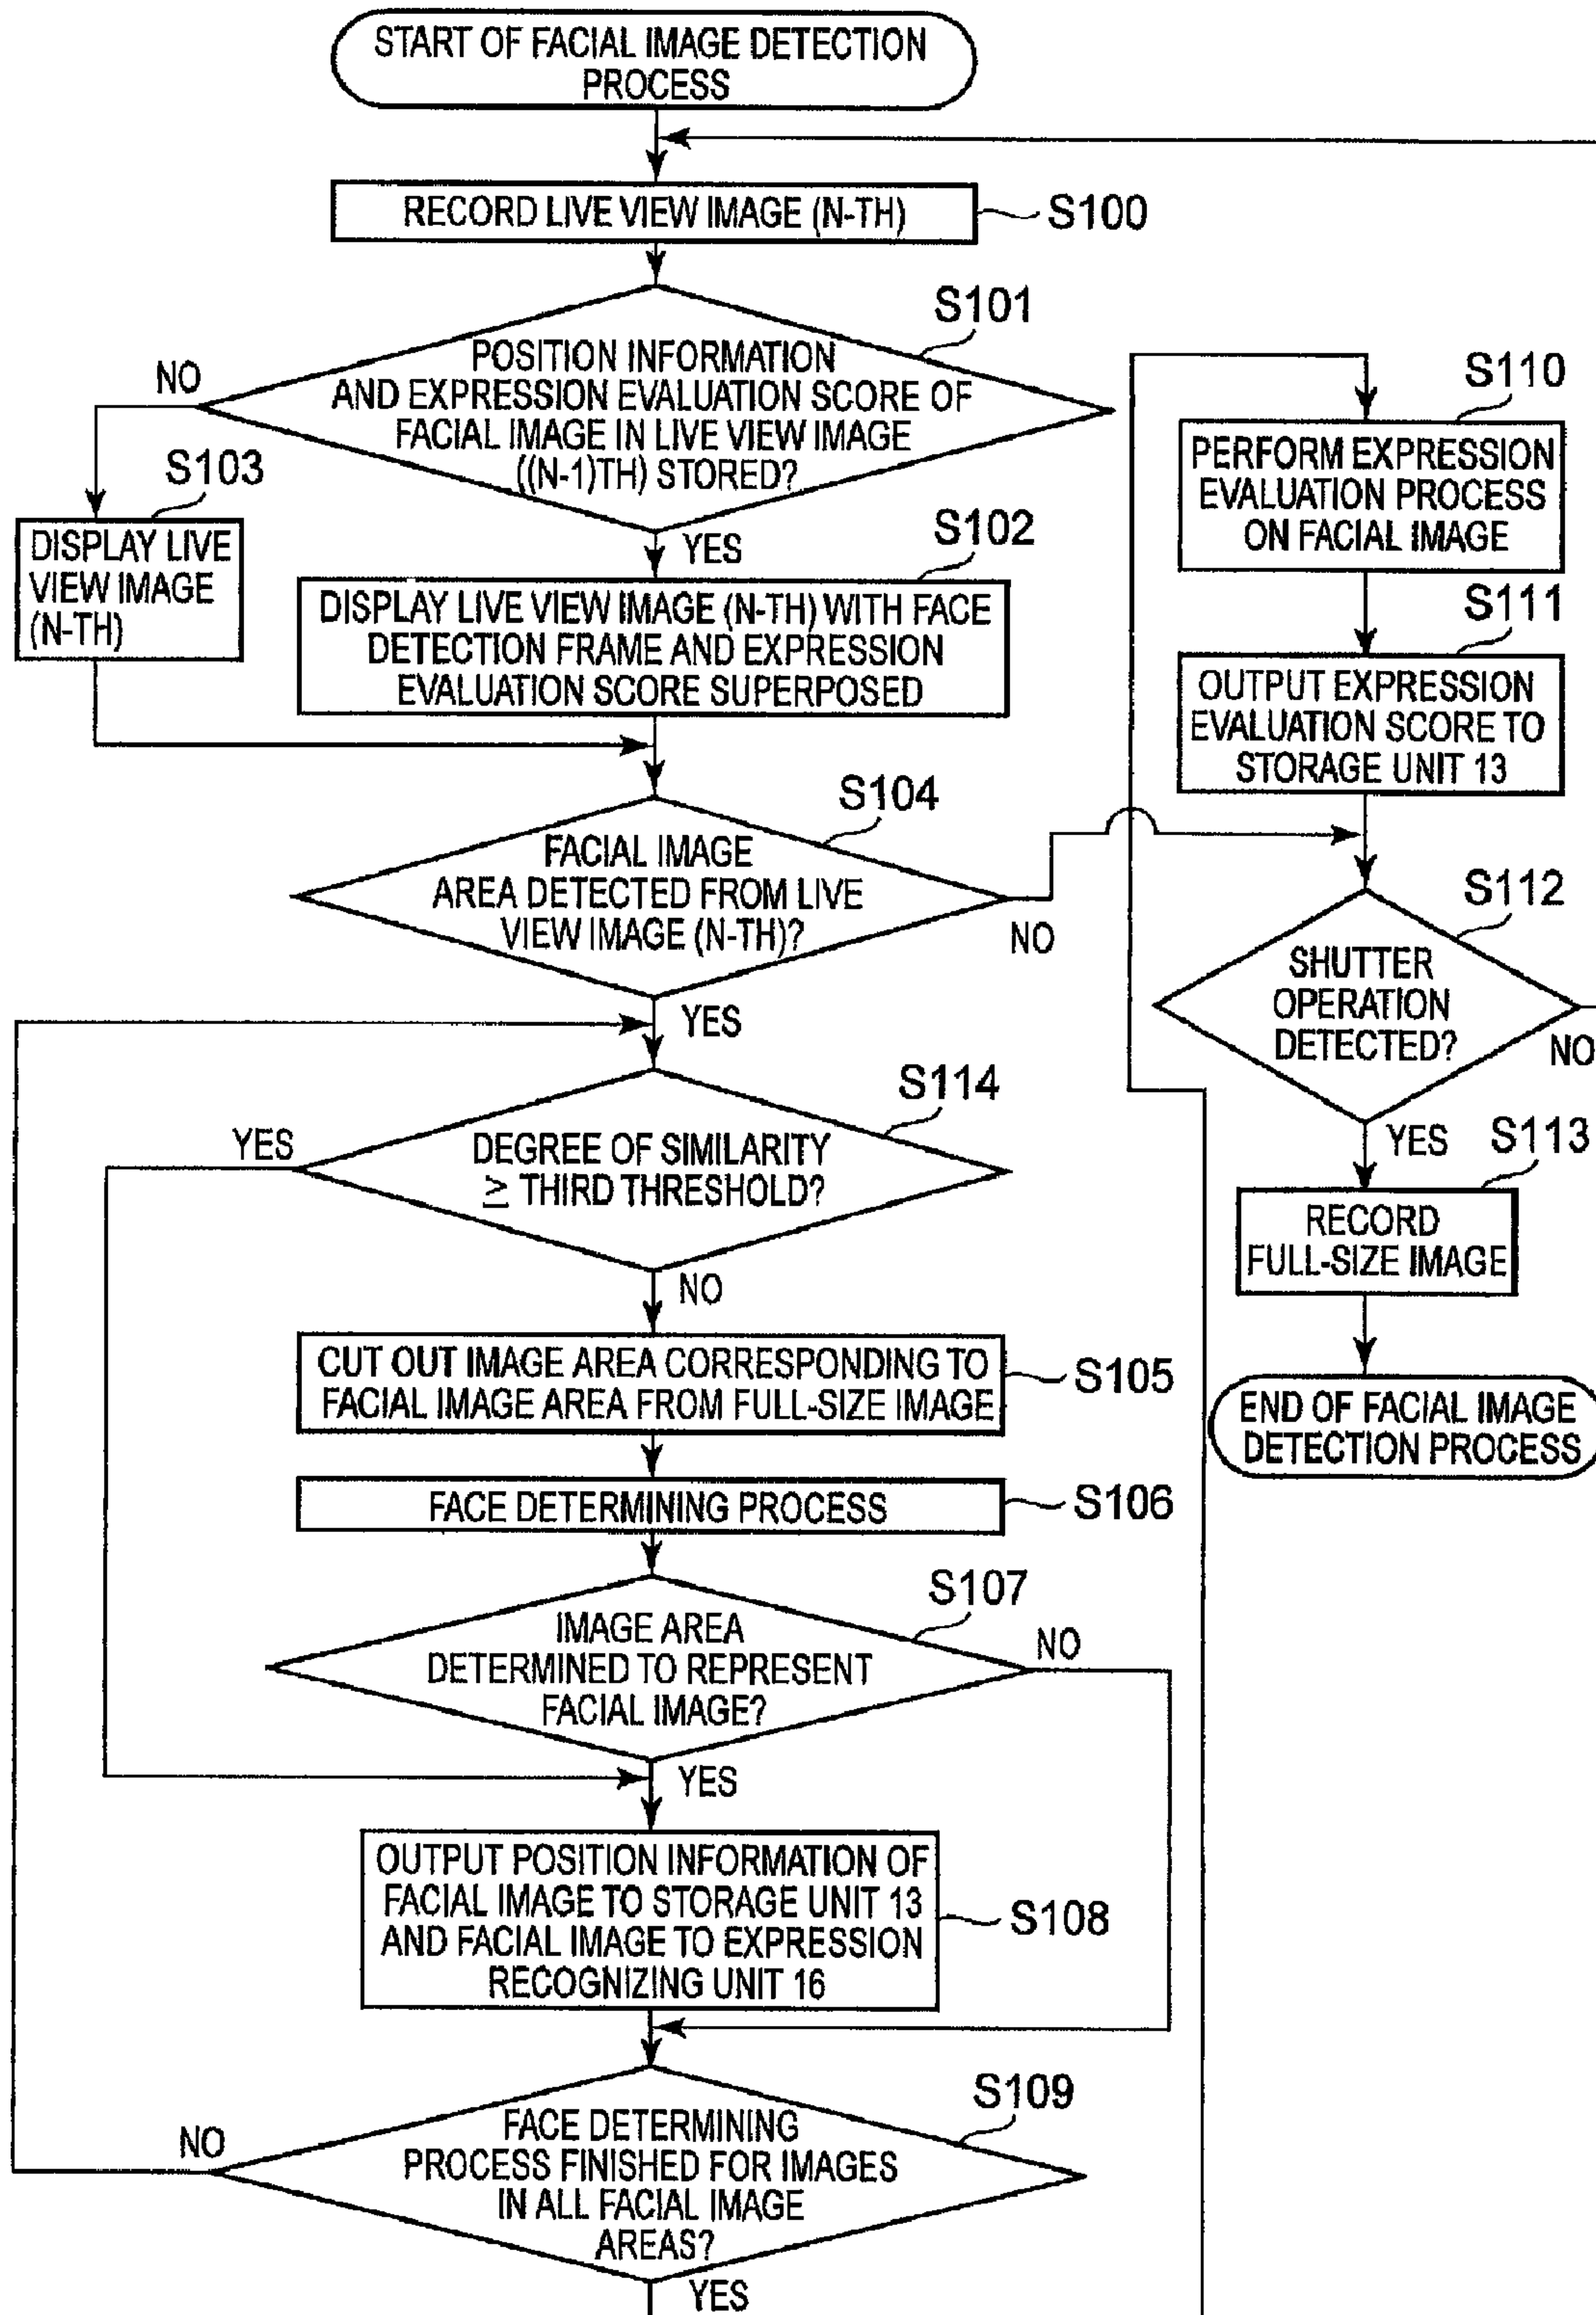 START OF FACIAL IMAGE DETECTION
PROCESS
RECORD LIVE VIEW IMAGE (N-TH)
S100
S101
POSITION INFORMATION
AND EXPRESSION EVALUATION SCORE OF
FACIAL IMAGE IN LIVE VIEW IMAGE
((N-1)TH) STORED?
NO
YES
S103
DISPLAY LIVE
VIEW IMAGE
(N-TH)
S102
DISPLAY LIVE VIEW IMAGE (N-TH) WITH FACE
DETECTION FRAME AND EXPRESSION
EVALUATION SCORE SUPERPOSED
S104
FACIAL IMAGE
AREA DETECTED FROM LIVE
VIEW IMAGE (N-TH)?
NO
YES
S114
DEGREE OF SIMILARITY
≥ THIRD THRESHOLD?
YES
NO
CUT OUT IMAGE AREA CORRESPONDING TO
FACIAL IMAGE AREA FROM FULL-SIZE IMAGE
S105
FACE DETERMINING PROCESS
S106
S107
IMAGE AREA
DETERMINED TO REPRESENT
FACIAL IMAGE?
NO
YES
OUTPUT POSITION INFORMATION OF
FACIAL IMAGE TO STORAGE UNIT 13
AND FACIAL IMAGE TO EXPRESSION
RECOGNIZING UNIT 16
S108
S109
FACE DETERMINING
PROCESS FINISHED FOR IMAGES
IN ALL FACIAL IMAGE
AREAS?
NO
YES
S110
PERFORM EXPRESSION
EVALUATION PROCESS
ON FACIAL IMAGE
S111
OUTPUT EXPRESSION
EVALUATION SCORE TO
STORAGE UNIT 13
S112
SHUTTER
OPERATION
DETECTED?
NO
YES
S113
RECORD
FULL-SIZE IMAGE
END OF FACIAL IMAGE
DETECTION PROCESS